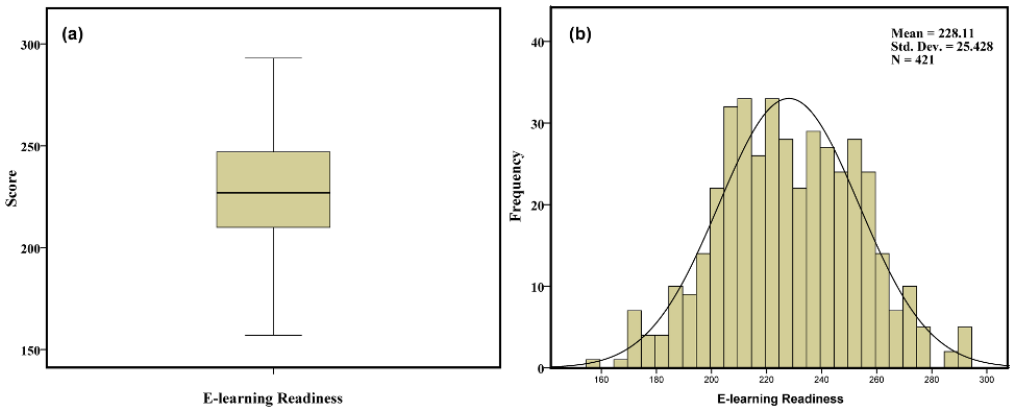 (a)
300
250
200
150
Score
E-learning Readiness
(b)
Mean = 228.11
Std. Dev. = 25.428
N = 421
40
30
20
10
0
Frequency
160 180 200 220 240 260 280 300
E-learning Readiness